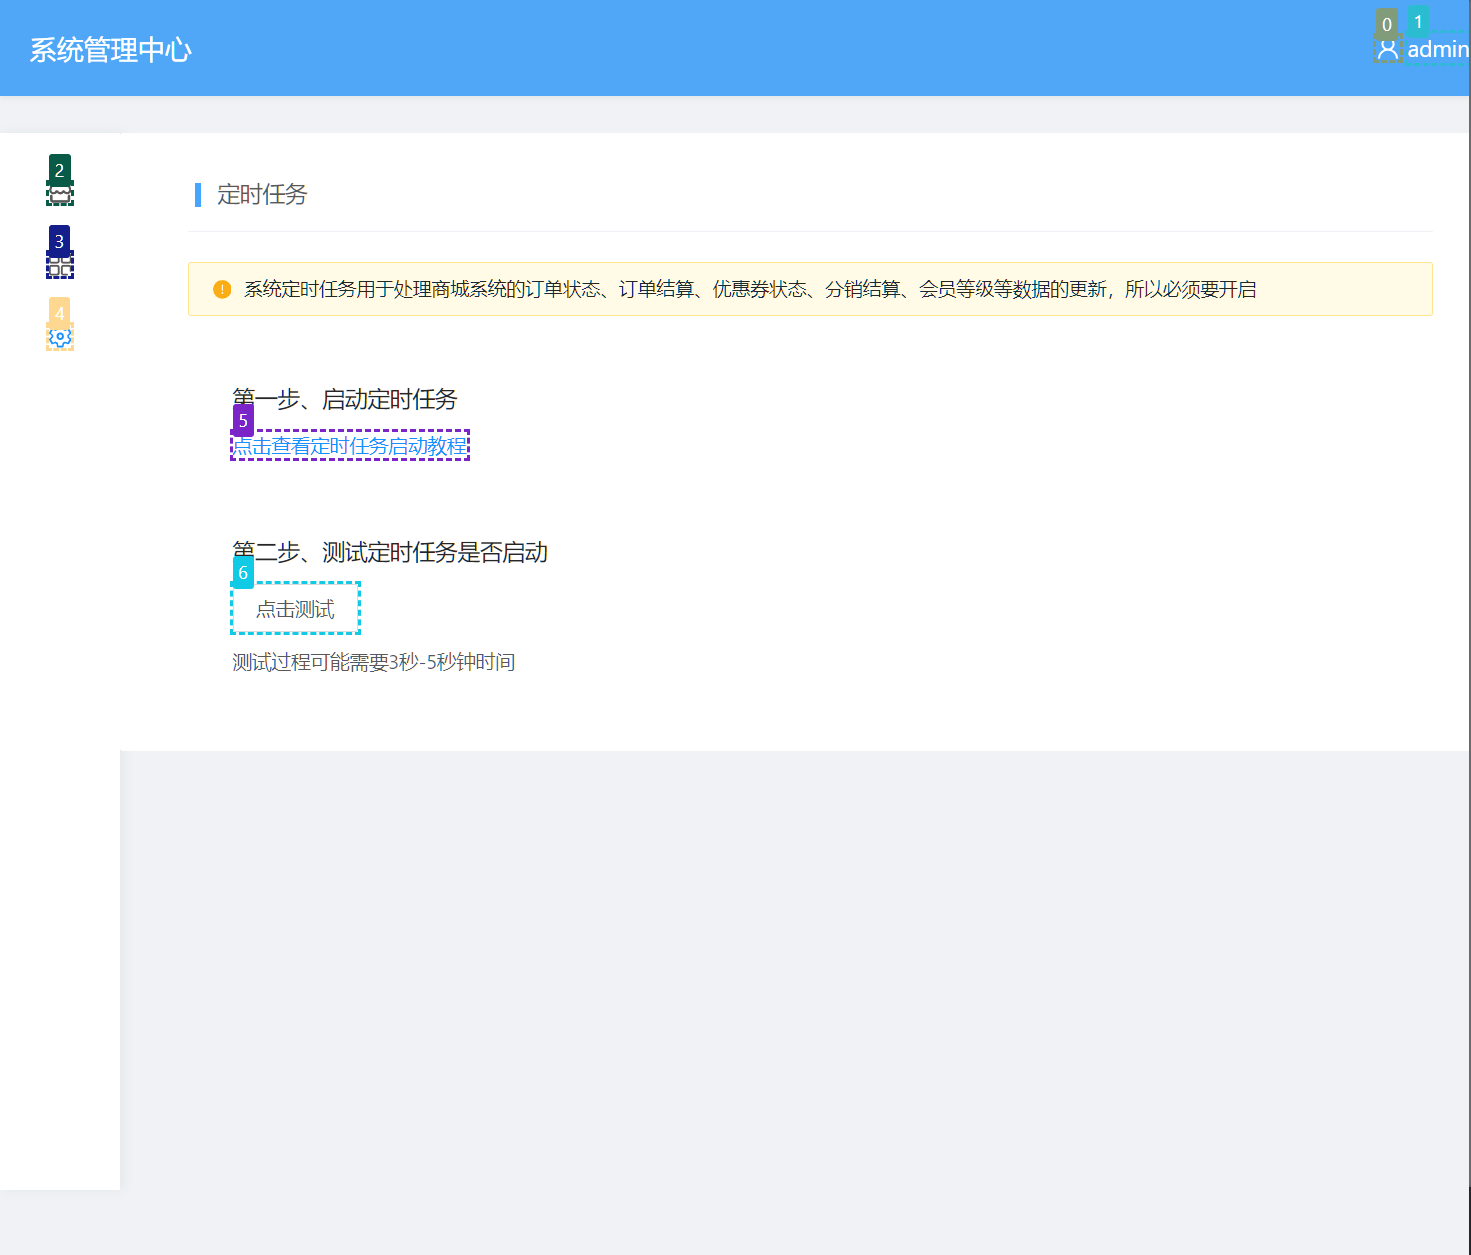 系统管理中心
0
1
admin
2
3
4
定时任务
系统定时任务用于处理商城系统的订单状态、订单结算、优惠券状态、分销结算、会员等级等数据的更新，所以必须要开启
第一步、启动定时任务
5
点击查看定时任务启动教程
第二步、测试定时任务是否启动
6
点击测试
测试过程可能需要3秒-5秒钟时间